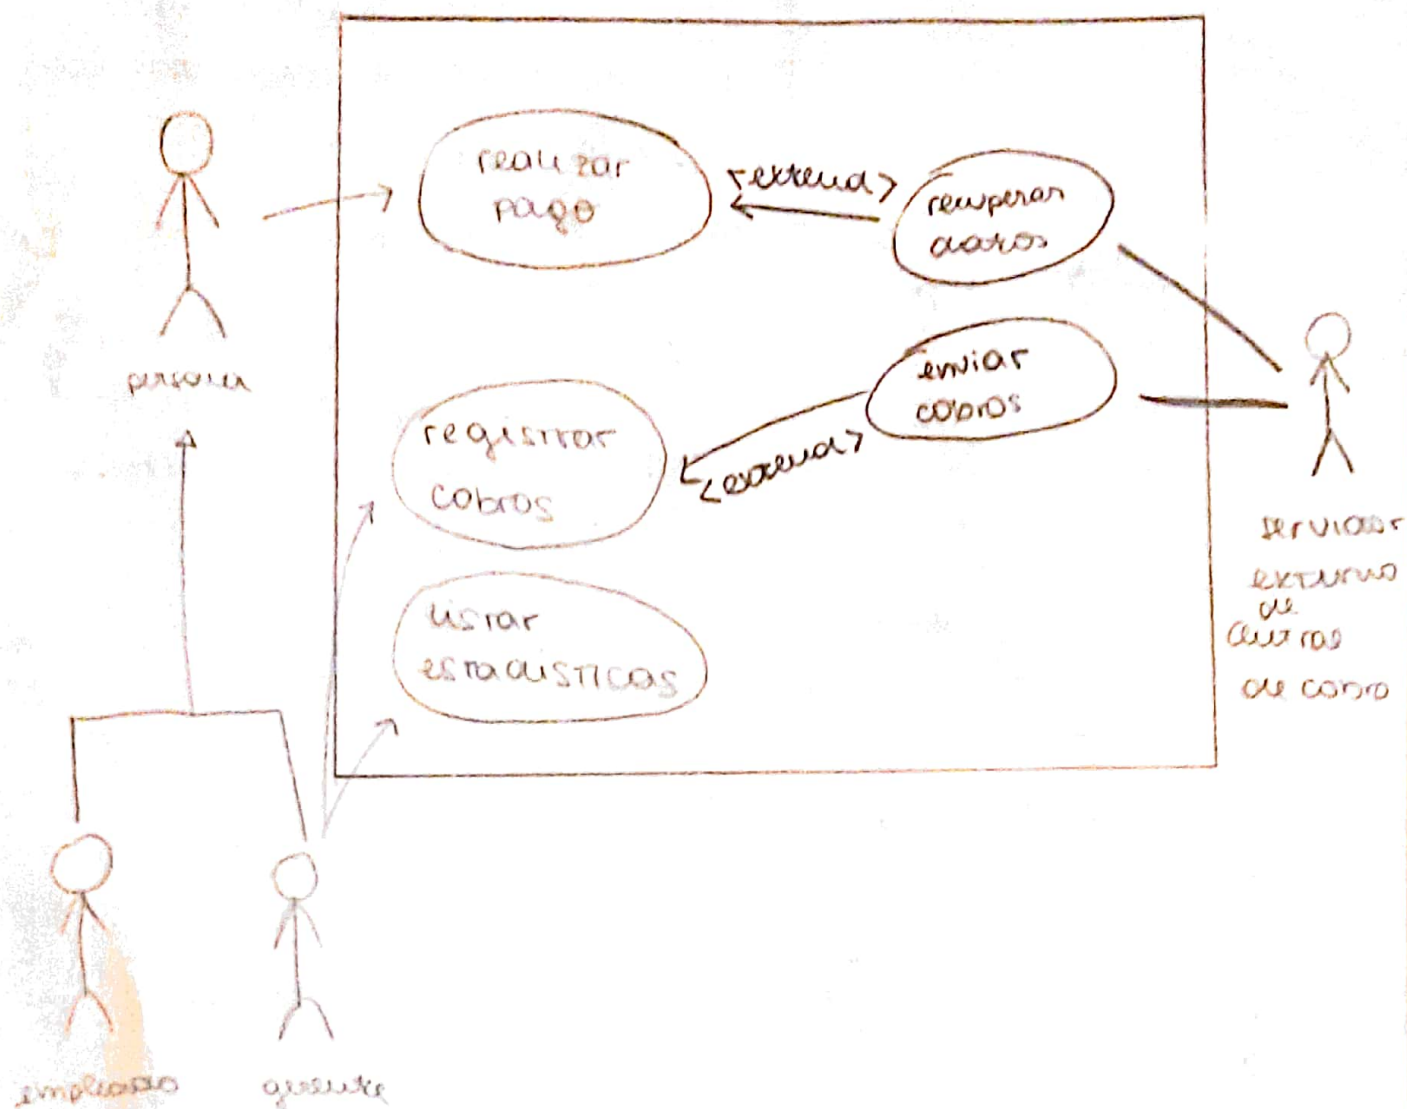 realizar
pago
<extend>
recuperar
datos
persona
enviar
cobros
registrar
cobros
<extend>
servidor
externo
de
central
de cobro
listar
estadisticas
empleado
gerente